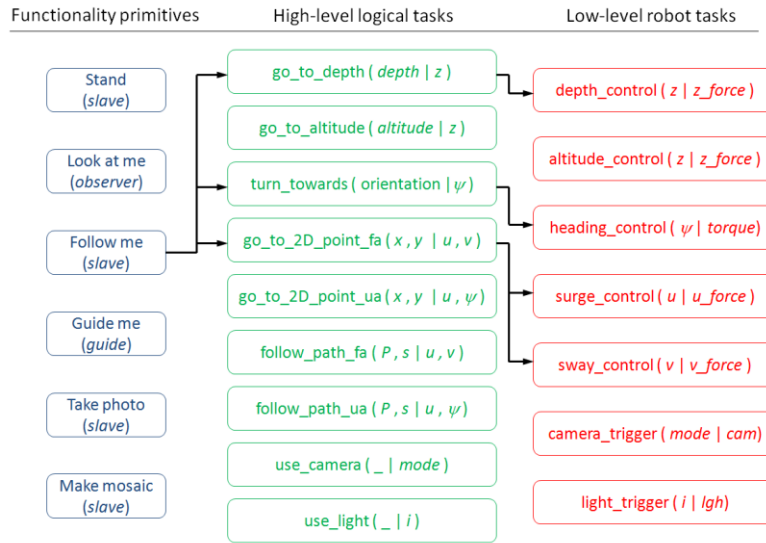 Functionality primitives
High-level logical tasks
Low-level robot tasks
Stand
(slave)
Look at me
(observer)
Follow me
(slave)
Guide me
(guide)
Take photo
(slave)
Make mosaic
(slave)
go_to_depth ( depth | z )
go_to_altitude ( altitude | z )
turn_towards ( orientation | ψ )
go_to_2D_point_fa ( x , y | u , v )
go_to_2D_point_ua ( x , y | u , ψ )
follow_path_fa ( P , s | u , v )
follow_path_ua ( P , s | u , ψ )
use_camera ( _ | mode )
use_light ( _ | i )
depth_control ( z | z_force )
altitude_control ( z | z_force )
heading_control ( ψ | torque )
surge_control ( u | u_force )
sway_control ( v | v_force )
camera_trigger ( mode | cam)
light_trigger ( i | lgh)